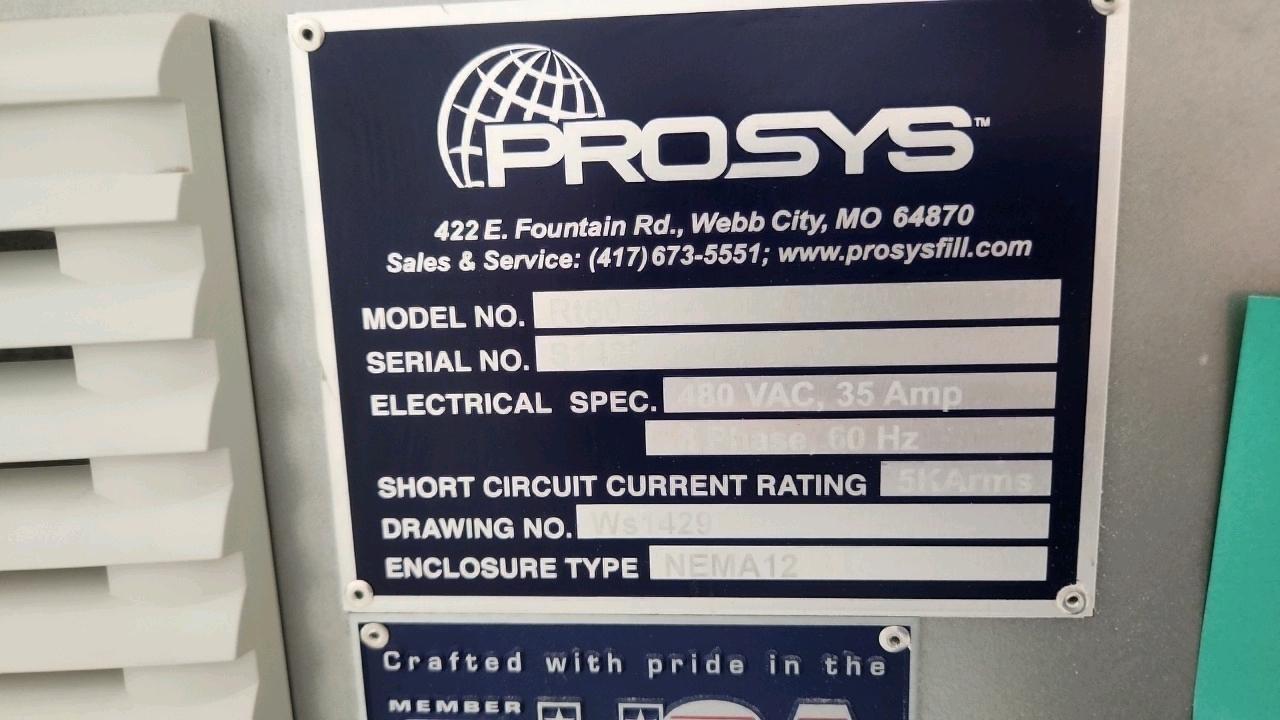 PROSYS™
422 E. Fountain Rd., Webb City, MO 64870
Sales & Service: (417) 673-5551; www.prosysfill.com
MODEL NO. Rt60
SERIAL NO.
ELECTRICAL SPEC. 480 VAC, 35 Amp
Phase, 60 Hz
SHORT CIRCUIT CURRENT RATING 5KArms
DRAWING NO. Ws1429
ENCLOSURE TYPE NEMA12
Crafted with pride in the
MEMBER